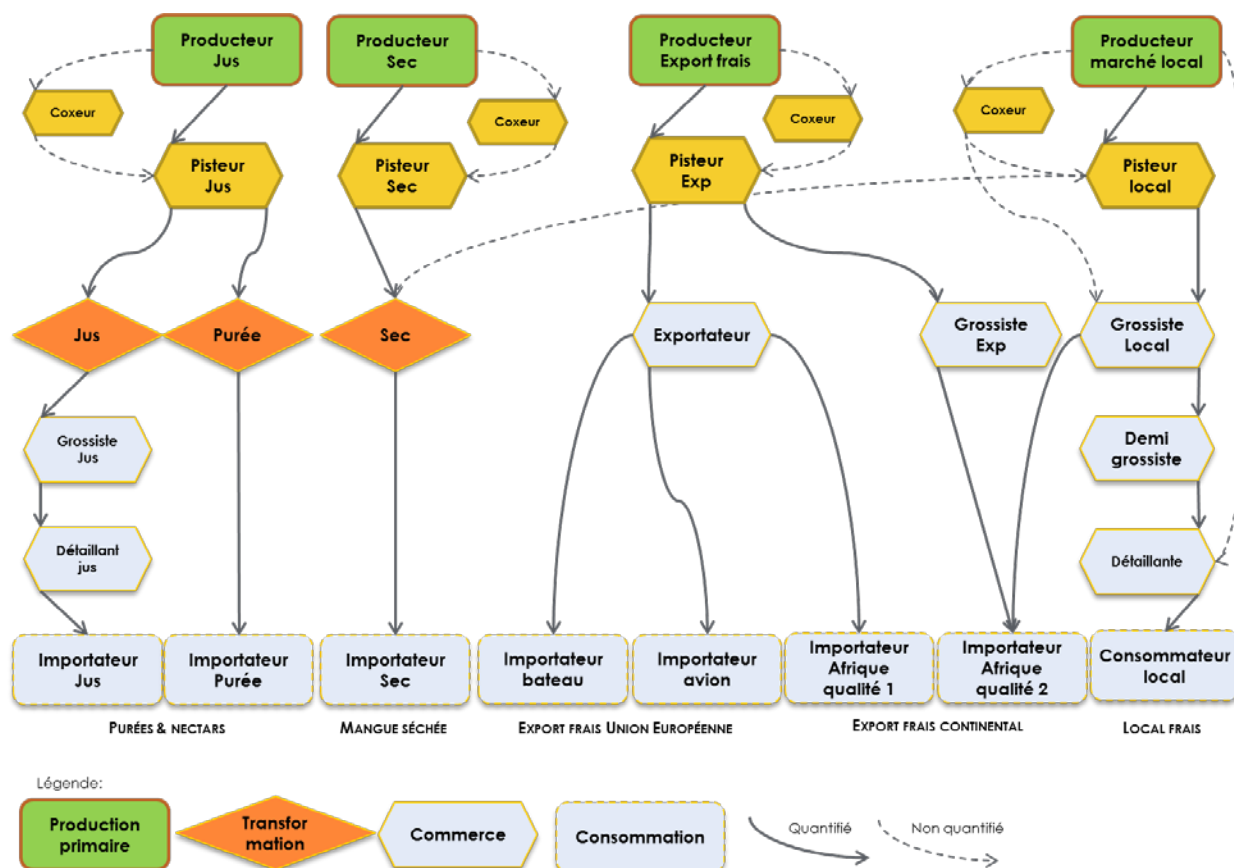 Producteur
Jus
Producteur
Sec
Producteur
Export frais
Producteur
marché local
Coxeur
Coxeur
Coxeur
Coxeur
Pisteur
Jus
Pisteur
Sec
Pisteur
Exp
Pisteur
local
Jus
Purée
Sec
Exportateur
Grossiste
Exp
Grossiste
Local
Grossiste
Jus
Demi
grossiste
Détaillant
jus
Détaillante
Importateur
Jus
Importateur
Purée
Importateur
Sec
Importateur
bateau
Importateur
avion
Importateur
Afrique
qualité 1
Importateur
Afrique
qualité 2
Consommateur
local
PURÉES & NECTARS
MANGUE SÉCHÉE
EXPORT FRAIS UNION EUROPÉENNE
EXPORT FRAIS CONTINENTAL
LOCAL FRAIS
Légende:
Production
primaire
Transfor
mation
Commerce
Consommation
Quantifié
Non quantifié